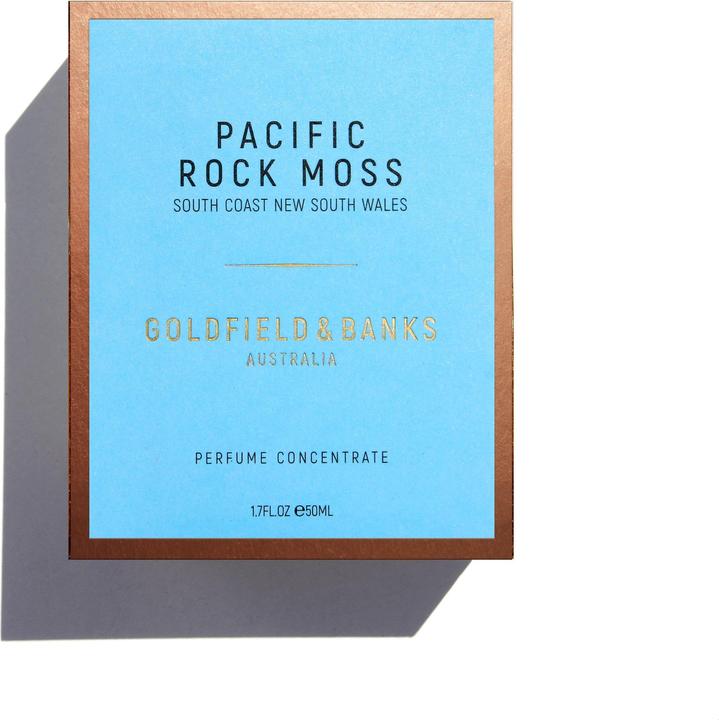 PACIFIC
ROCK MOSS
SOUTH COAST NEW SOUTH WALES
GOLDFIELD & BANKS
AUSTRALIA
PERFUME CONCENTRATE
1.7FL.OZ ℮50ML